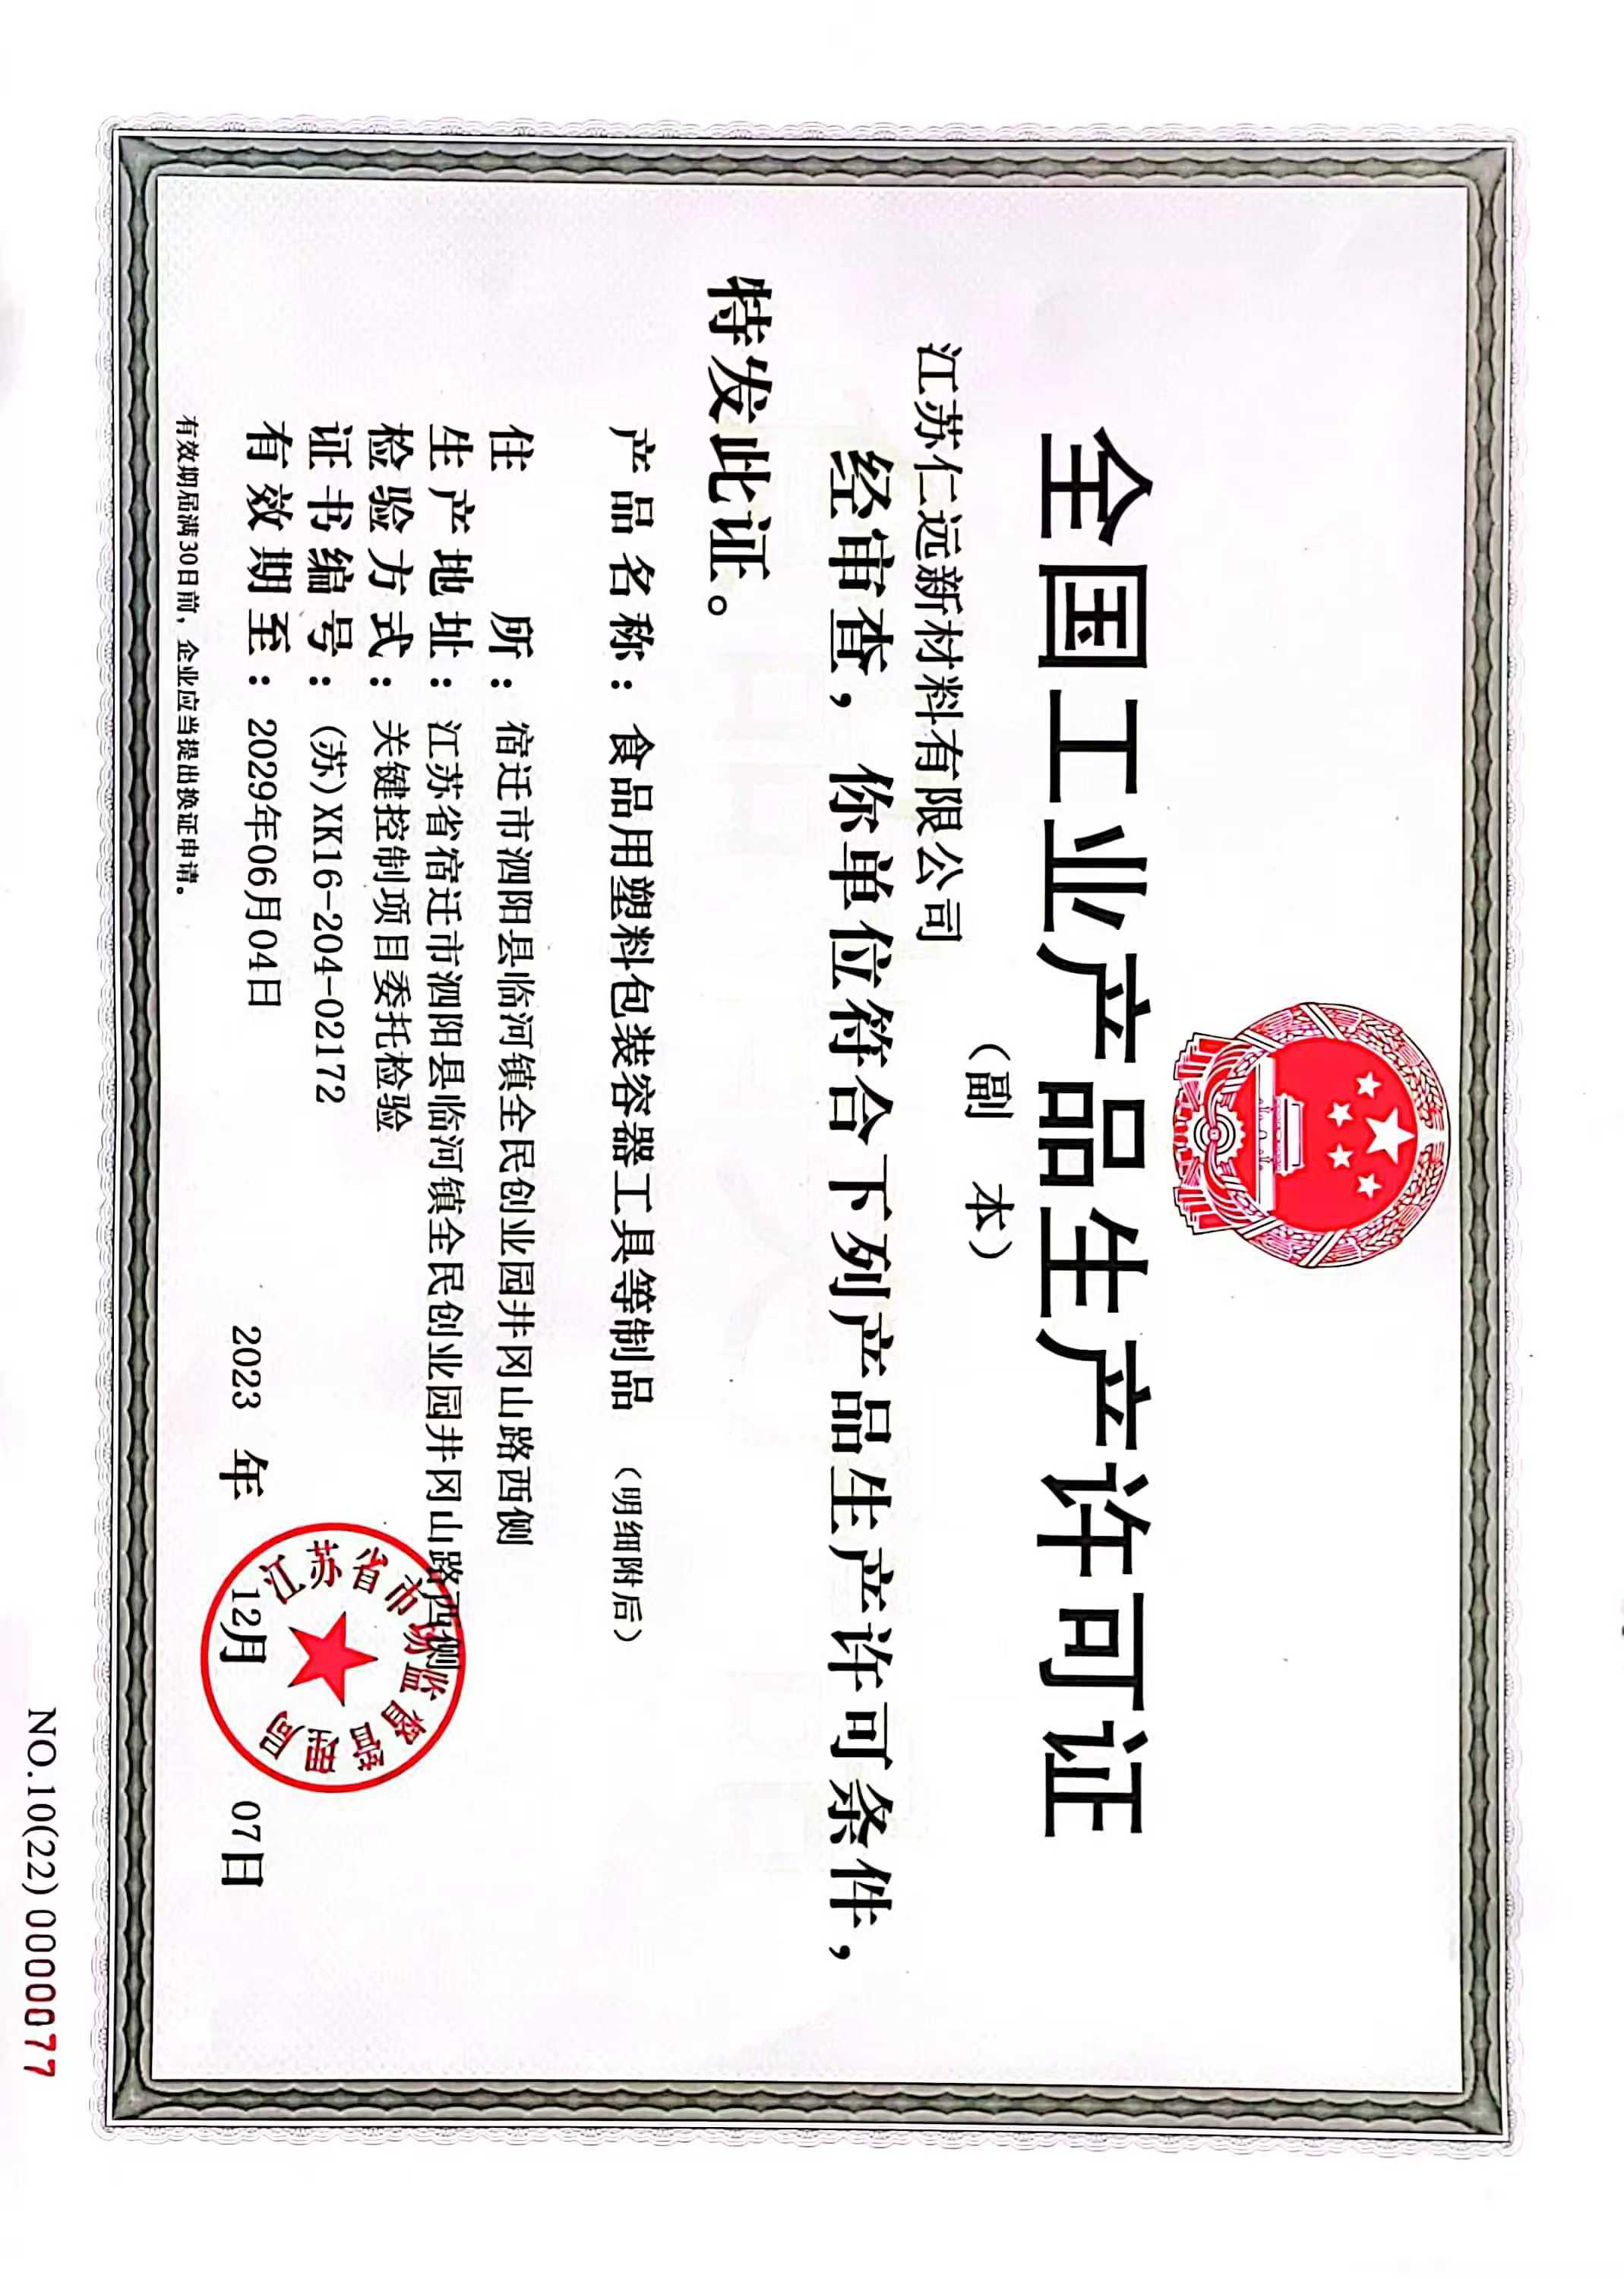 全国工业产品生产许可证
（副 本）
江苏仁远新材料有限公司
经审查，你单位符合下列产品生产许可条件，
特发此证。
产品名称：食品用塑料包装容器工具等制品 （明细附后）
住 所：宿迁市泗阳县临河镇全民创业园井冈山路西侧
生产地址：江苏省宿迁市泗阳县临河镇全民创业园井冈山路西侧
检验方式：关键控制项目委托检验
证书编号：(苏)XK16-204-02172
有效期至：2029年06月04日
2023 年 12月 07日
江苏省市场监督管理局
有效期届满30日前，企业应当提出换证申请。
NO.10(22) 0000077